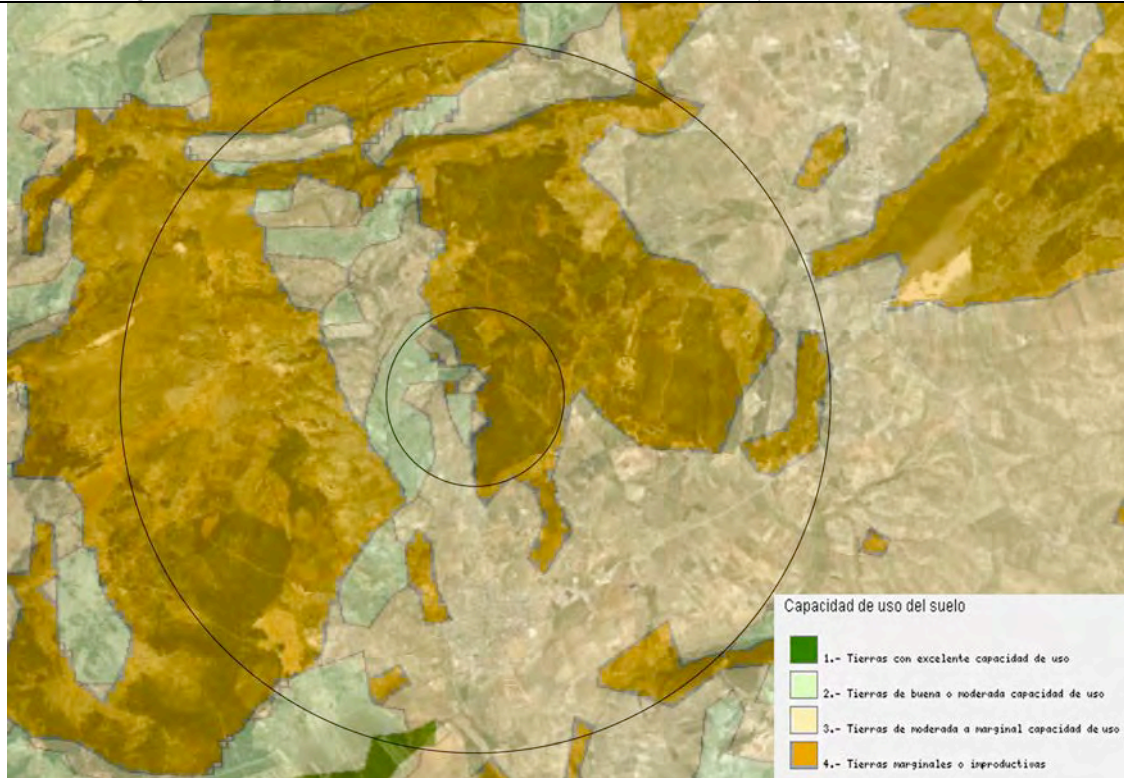 Capacidad de uso del suelo
1.- Tierras con excelente capacidad de uso
2.- Tierras de buena o moderada capacidad de uso
3.- Tierras de moderada a marginal capacidad de uso
4.- Tierras marginales o improductivas